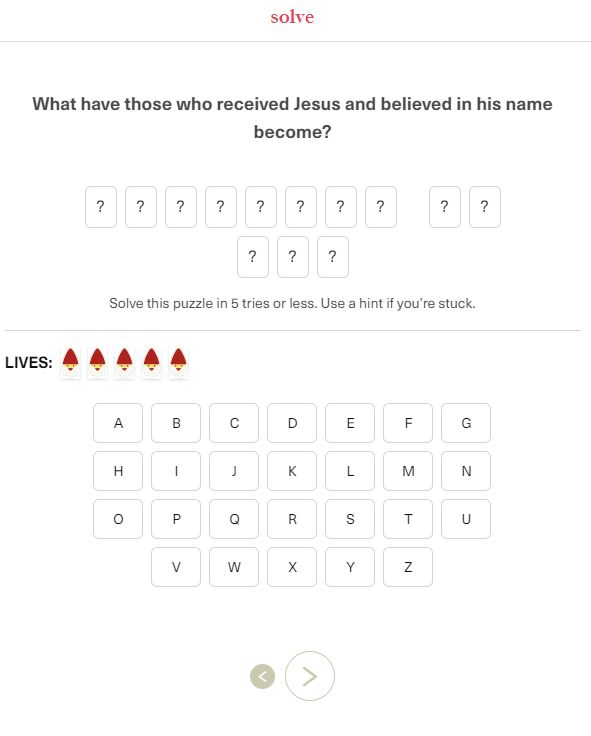 solve
What have those who received Jesus and believed in his name
become?
? ? ? ? ? ? ? ? ? ?
? ? ?
Solve this puzzle in 5 tries or less. Use a hint if you're stuck.
LIVES:
A B C D E F G
H I J K L M N
O P Q R S T U
V W X Y Z